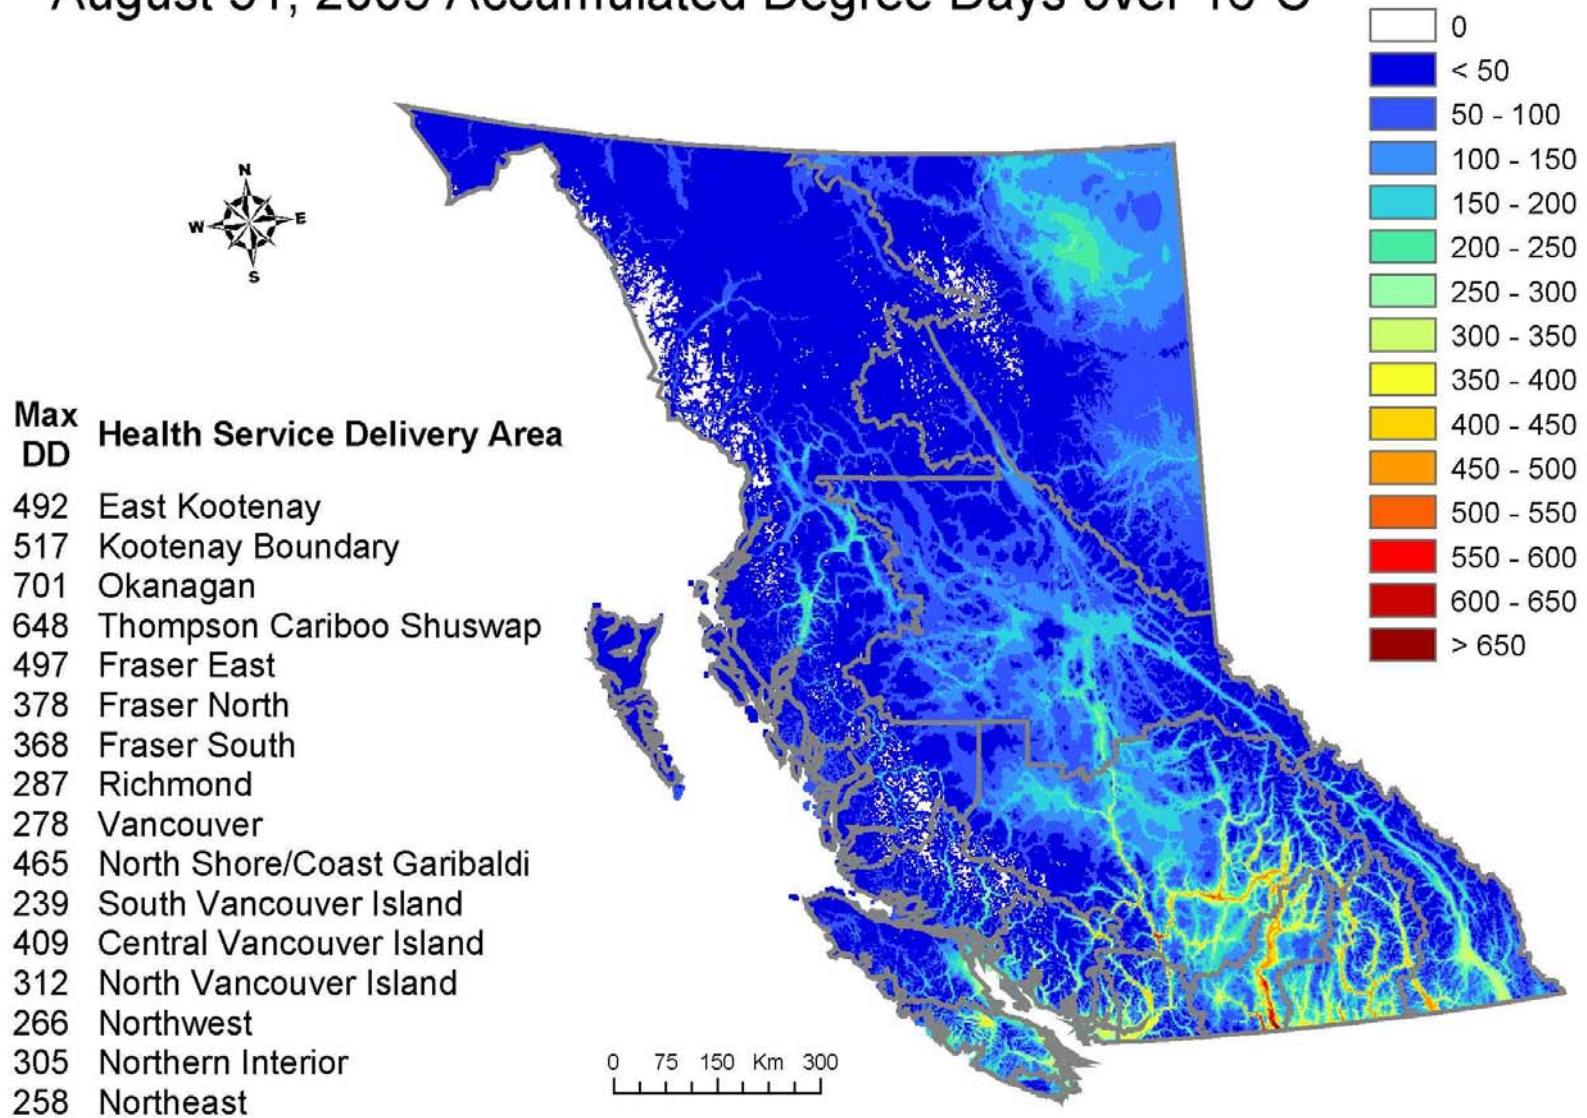 August Accumulated Degree Days over
0
< 50
50 - 100
100 - 150
150 - 200
200 - 250
250 - 300
300 - 350
350 - 400
400 - 450
450 - 500
500 - 550
550 - 600
600 - 650
> 650
N
W E
S
Max DD Health Service Delivery Area
492 East Kootenay
517 Kootenay Boundary
701 Okanagan
648 Thompson Cariboo Shuswap
497 Fraser East
378 Fraser North
368 Fraser South
287 Richmond
278 Vancouver
465 North Shore/Coast Garibaldi
239 South Vancouver Island
409 Central Vancouver Island
312 North Vancouver Island
266 Northwest
305 Northern Interior
258 Northeast
0 75 150 Km 300